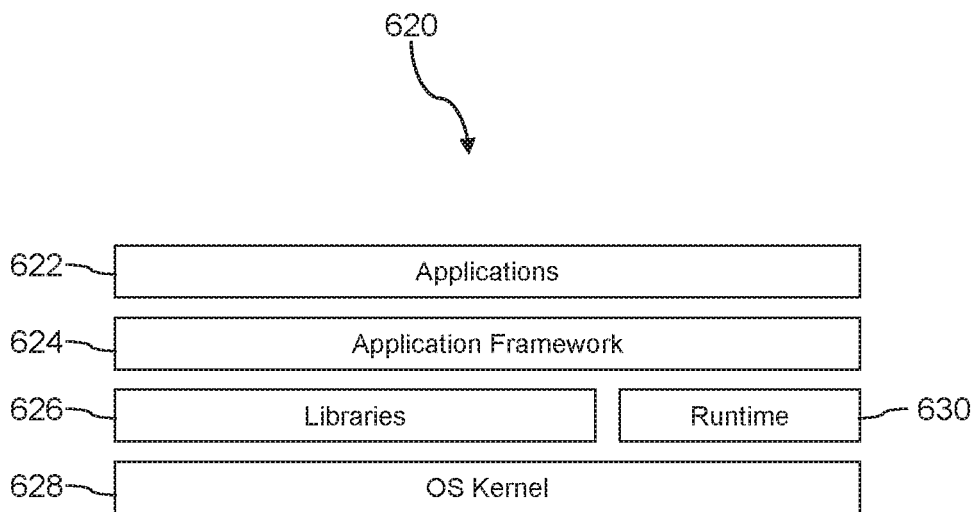 620
622 Applications
624 Application Framework
626 Libraries Runtime 630
628 OS Kernel